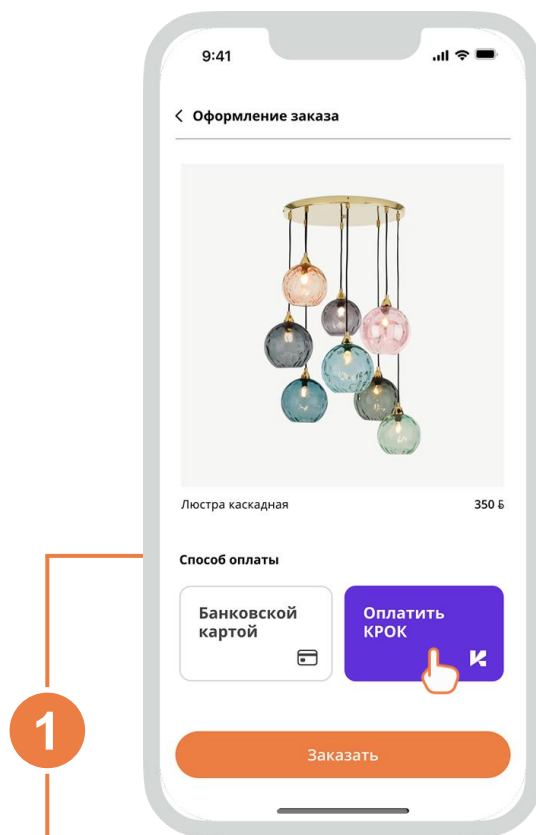 9:41
Оформление заказа
Люстра каскадная 350
Способ оплаты
Банковской
картой
Оплатить
КРОК
1
Заказать